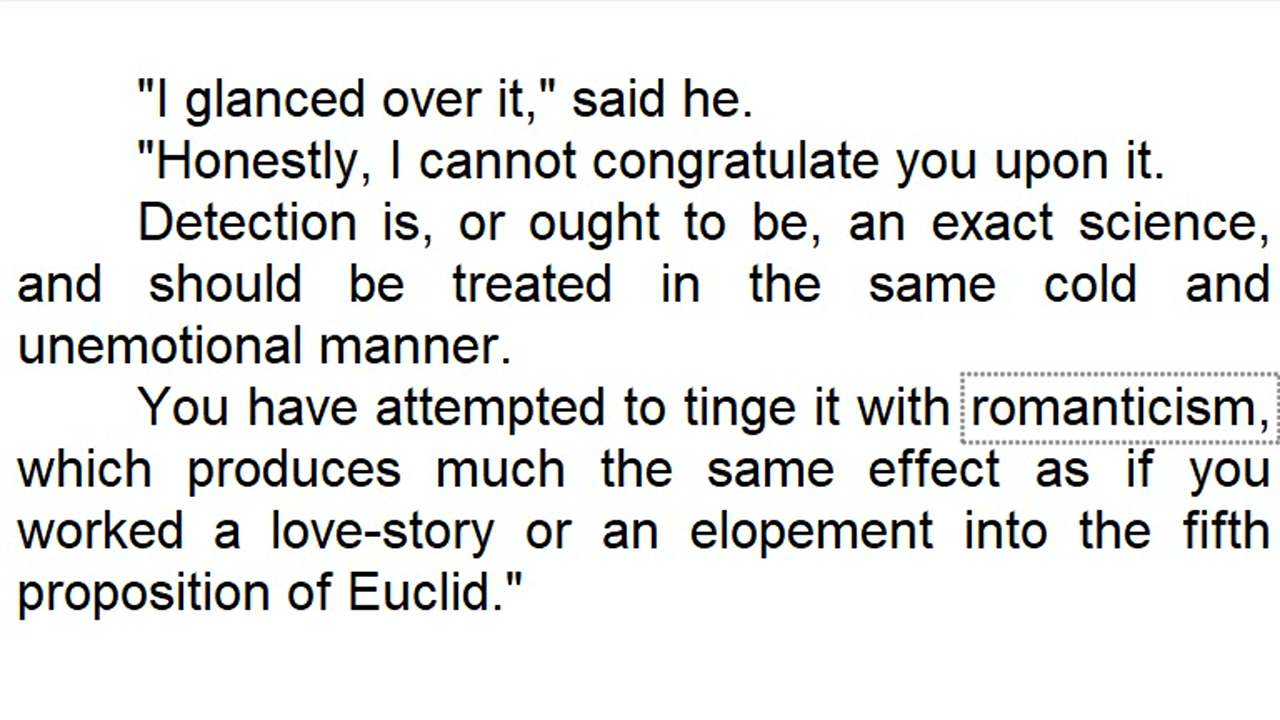 "I glanced over it," said he.
"Honestly, I cannot congratulate you upon it.
Detection is, or ought to be, an exact science,
and should be treated in the same cold and
unemotional manner.
You have attempted to tinge it with romanticism,
which produces much the same effect as if you
worked a love-story or an elopement into the fifth
proposition of Euclid."